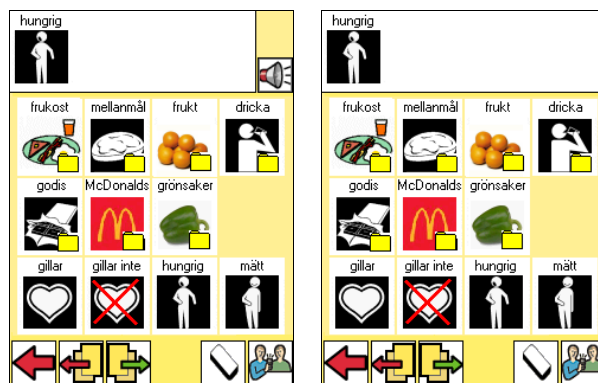 hungrig
frukost mellanmål frukt dricka
godis McDonalds grönsaker
gillar gillar inte hungrig mätt
hungrig
frukost mellanmål frukt dricka
godis McDonalds grönsaker
gillar gillar inte hungrig mätt